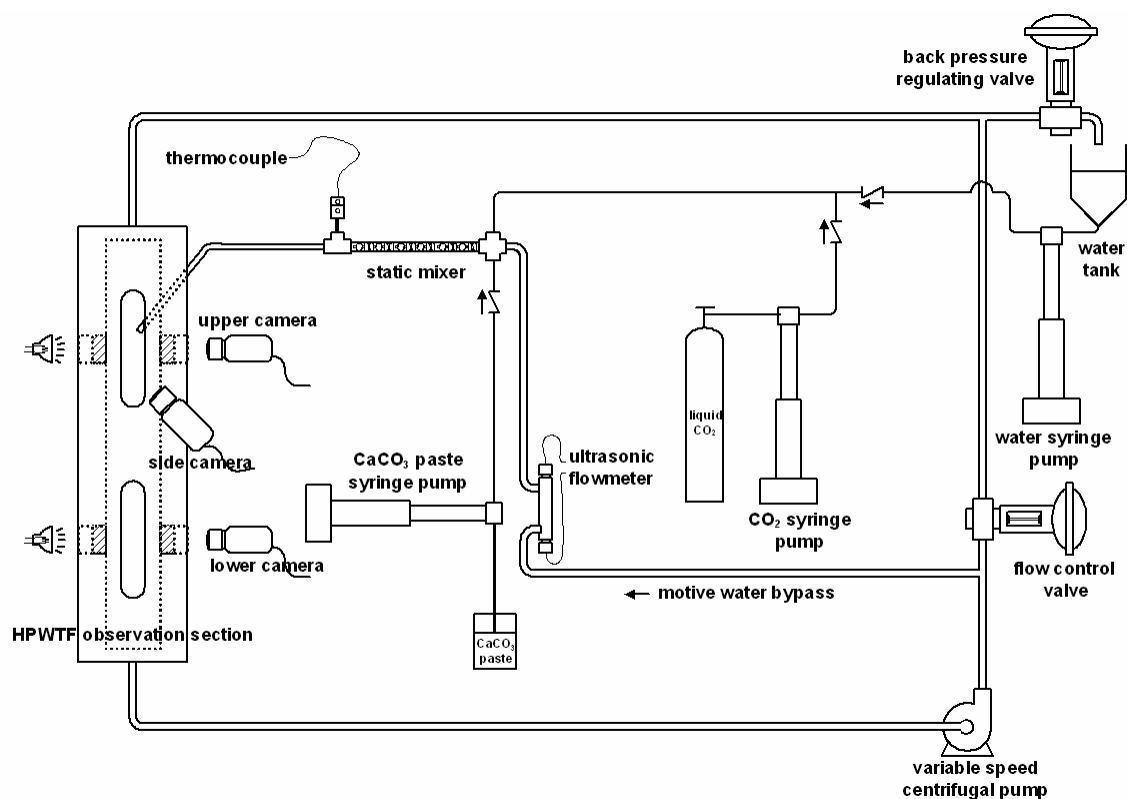 back pressure
regulating valve
thermocouple
water
tank
static mixer
upper camera
liquid
CO₂
side camera
CaCO₃ paste
syringe pump
ultrasonic
flowmeter
water syringe
pump
CO₂ syringe
pump
lower camera
flow control
valve
motive water bypass
HPWTF observation section
CaCO₃
paste
variable speed
centrifugal pump